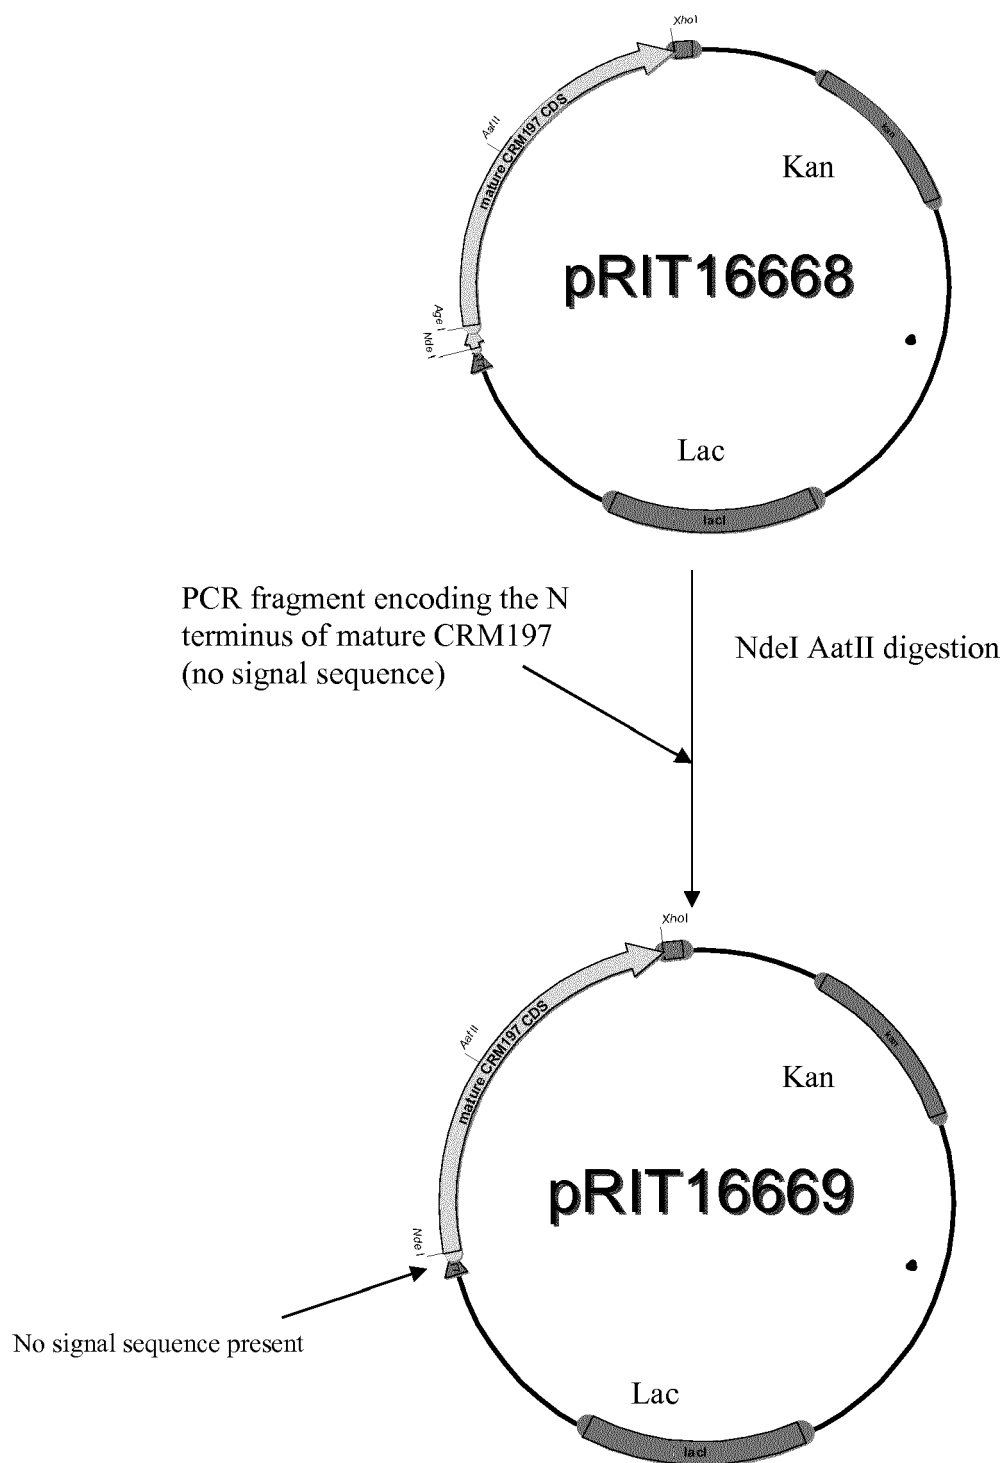 XhoI
AatII
mature CRM197 CDS
kan
Kan
pRIT16668
AgeI
NdeI
Lac
lacI
PCR fragment encoding the N
terminus of mature CRM197
(no signal sequence)
NdeI AatII digestion
XhoI
AatII
mature CRM197 CDS
kan
Kan
pRIT16669
NdeI
No signal sequence present
Lac
lacI